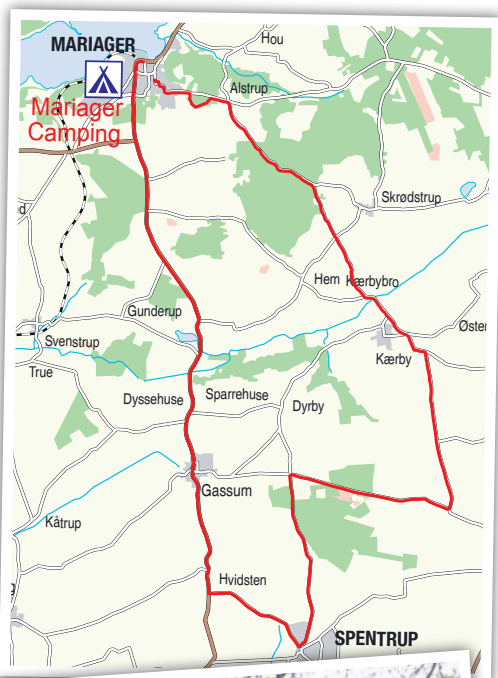 MARIAGER
Hou
Mariager
Camping
Alstrup
Skrødstrup
Hem Kærbybro
Gunderup
Svenstrup
Kærby
True
Dyssehuse
Sparrehuse
Dyrby
Gassum
Kåtrup
Hvidsten
SPENTRUP